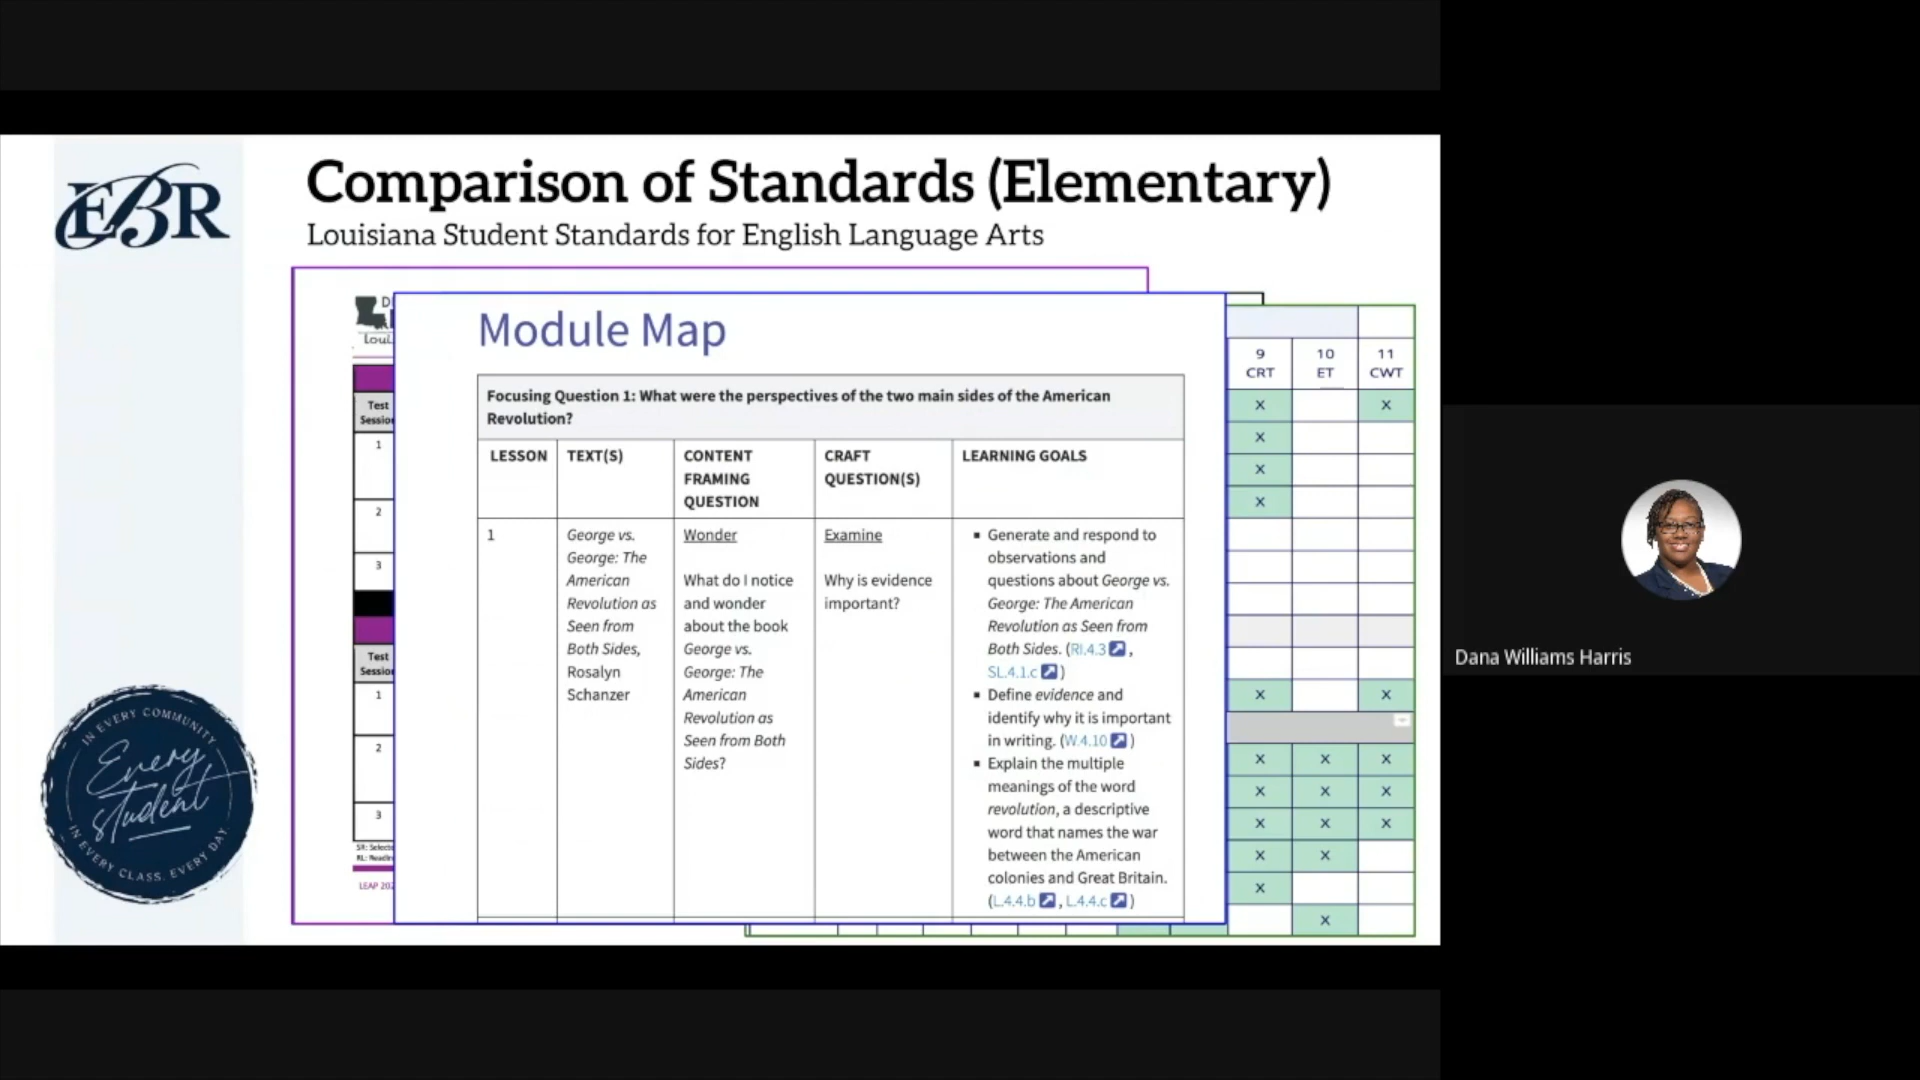 EBR
Comparison of Standards (Elementary)
Louisiana Student Standards for English Language Arts
Loui
Test
Session
1
2
3
Test
Session
1
2
3
LEAP 202
Module Map
Focusing Question 1: What were the perspectives of the two main sides of the American
Revolution?
LESSON
TEXT(S)
CONTENT
FRAMING
QUESTION
CRAFT
QUESTION(S)
LEARNING GOALS
1
George vs.
George: The
American
Revolution as
Seen from
Both Sides,
Rosalyn
Schanzer
Wonder
What do I notice
and wonder
about the book
George vs.
George: The
American
Revolution as
Seen from Both
Sides?
Examine
Why is evidence
important?
▪ Generate and respond to
observations and
questions about George vs.
George: The American
Revolution as Seen from
Both Sides. (RI.4.3,
SL.4.1.c)
▪ Define evidence and
identify why it is important
in writing. (W.4.10)
▪ Explain the multiple
meanings of the word
revolution, a descriptive
word that names the war
between the American
colonies and Great Britain.
(L.4.4.b, L.4.4.c)
9 10 11
CRT ET CWT
X X
X
X
X
X X
X X X
X X X
X X X
X X
X
X
IN EVERY COMMUNITY
Every
student
IN EVERY CLASS, EVERY DAY.
Dana Williams Harris